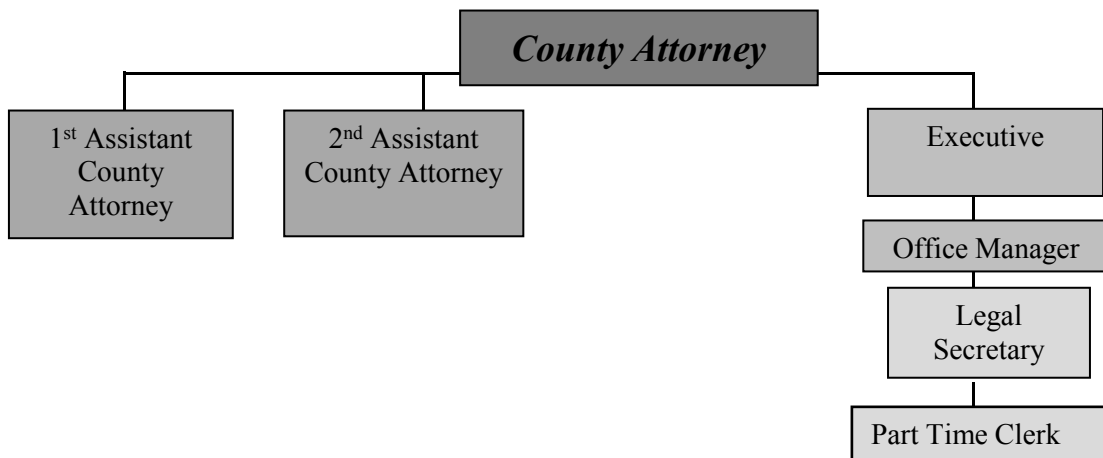 County Attorney
1st Assistant
County
Attorney
2nd Assistant
County Attorney
Executive
Office Manager
Legal
Secretary
Part Time Clerk